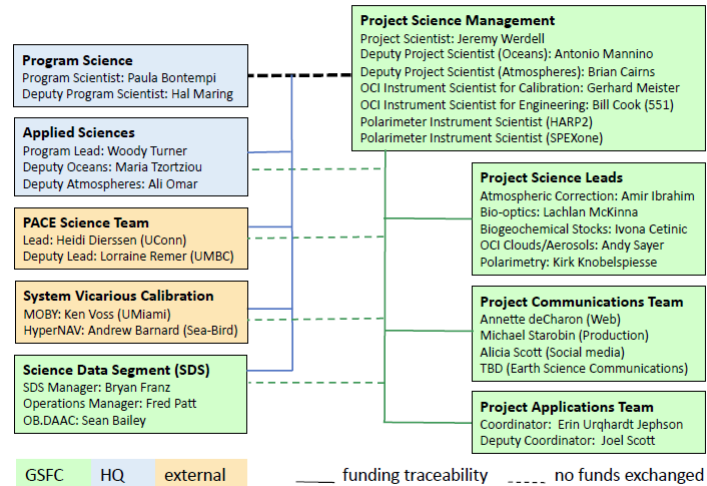 Program Science
Program Scientist: Paula Bontempi
Deputy Program Scientist: Hal Maring
Applied Sciences
Program Lead: Woody Turner
Deputy Oceans: Maria Tzortziou
Deputy Atmospheres: Ali Omar
PACE Science Team
Lead: Heidi Dierssen (UConn)
Deputy Lead: Lorraine Remer (UMBC)
System Vicarious Calibration
MOBY: Ken Voss (UMiami)
HyperNAV: Andrew Barnard (Sea-Bird)
Science Data Segment (SDS)
SDS Manager: Bryan Franz
Operations Manager: Fred Patt
OB.DAAC: Sean Bailey
Project Science Management
Project Scientist: Jeremy Werdell
Deputy Project Scientist (Oceans): Antonio Mannino
Deputy Project Scientist (Atmospheres): Brian Cairns
OCI Instrument Scientist for Calibration: Gerhard Meister
OCI Instrument Scientist for Engineering: Bill Cook (551)
Polarimeter Instrument Scientist (HARP2)
Polarimeter Instrument Scientist (SPEXone)
Project Science Leads
Atmospheric Correction: Amir Ibrahim
Bio-optics: Lachlan McKinna
Biogeochemical Stocks: Ivona Cetinic
OCI Clouds/Aerosols: Andy Sayer
Polarimetry: Kirk Knobelspiesse
Project Communications Team
Annette deCharon (Web)
Michael Starobin (Production)
Alicia Scott (Social media)
TBD (Earth Science Communications)
Project Applications Team
Coordinator: Erin Urqhardt Jephson
Deputy Coordinator: Joel Scott
GSFC HQ external
funding traceability
no funds exchanged